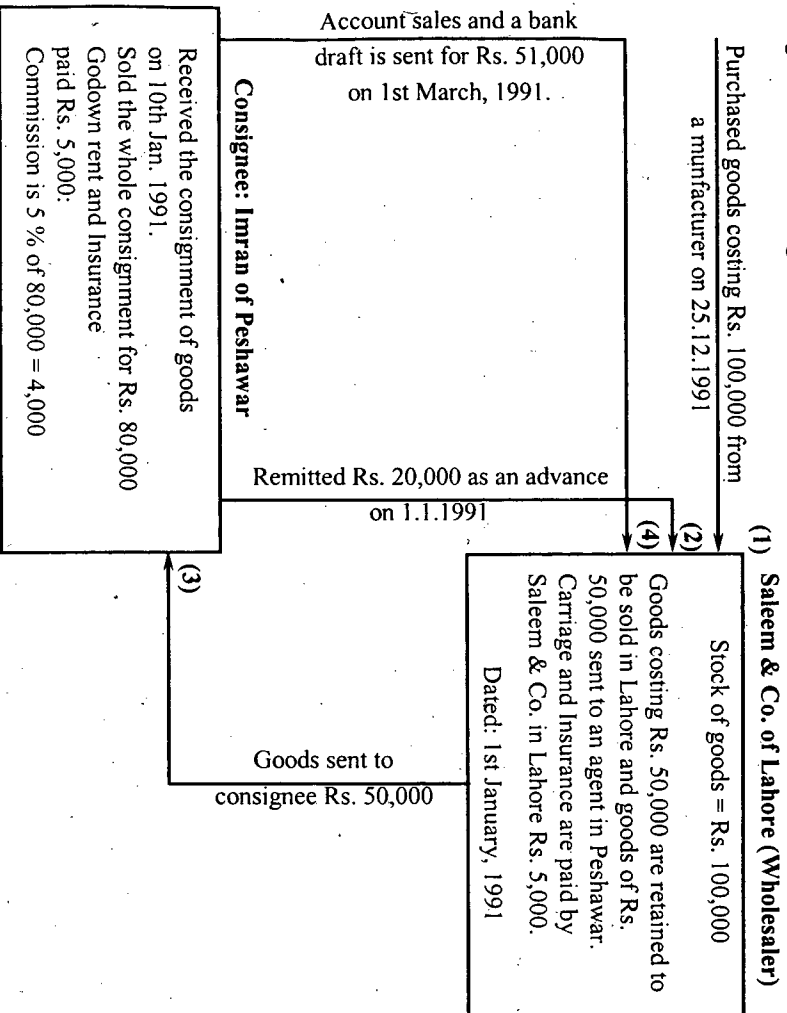 Purchased goods costing Rs. 100,000 from
a munfacturer on 25.12.1991
(1) Saleem & Co. of Lahore (Wholesaler)
Stock of goods = Rs. 100,000
(2)
(4)
Goods costing Rs. 50,000 are retained to
be sold in Lahore and goods of Rs.
50,000 sent to an agent in Peshawar.
Carriage and Insurance are paid by
Saleem & Co. in Lahore Rs. 5,000.
Dated: 1st January, 1991
Account sales and a bank
draft is sent for Rs. 51,000
on 1st March, 1991.
Remitted Rs. 20,000 as an advance
on 1.1.1991
Goods sent to
consignee Rs. 50,000
(3)
Consignee: Imran of Peshawar
Received the consignment of goods
on 10th Jan. 1991.
Sold the whole consignment for Rs. 80,000
Godown rent and Insurance
paid Rs. 5,000:
Commission is 5 % of 80,000 = 4,000